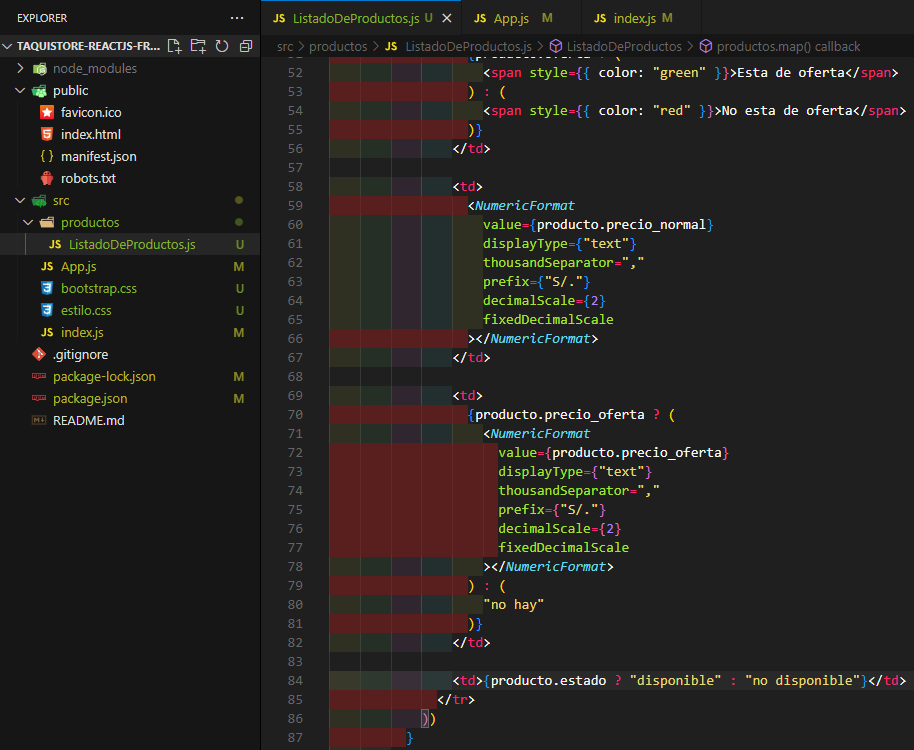 EXPLORER
TAQUISTORE-REACTJS-FR...
node_modules
public
favicon.ico
index.html
manifest.json
robots.txt
src
productos
ListadoDeProductos.js U
App.js M
bootstrap.css U
estilo.css U
index.js M
.gitignore
package-lock.json M
package.json M
README.md
JS ListadoDeProductos.js U
JS App.js M
JS index.js M
src > productos > JS ListadoDeProductos.js > ListadoDeProductos > productos.map() callback
52 <span style={{ color: "green" }}>Esta de oferta</span>
53 ) : (
54 <span style={{ color: "red" }}>No esta de oferta</span>
55 )}
56 </td>
57
58 <td>
59 <NumericFormat
60 value={producto.precio_normal}
61 displayType={"text"}
62 thousandSeparator=","
63 prefix={"S/."}
64 decimalScale={2}
65 fixedDecimalScale
66 ></NumericFormat>
67 </td>
68
69 <td>
70 {producto.precio_oferta ? (
71 <NumericFormat
72 value={producto.precio_oferta}
73 displayType={"text"}
74 thousandSeparator=","
75 prefix={"S/."}
76 decimalScale={2}
77 fixedDecimalScale
78 ></NumericFormat>
79 ) : (
80 "no hay"
81 )}
82 </td>
83
84 <td>{producto.estado ? "disponible" : "no disponible"}</td>
85 </tr>
86 ))
87 }